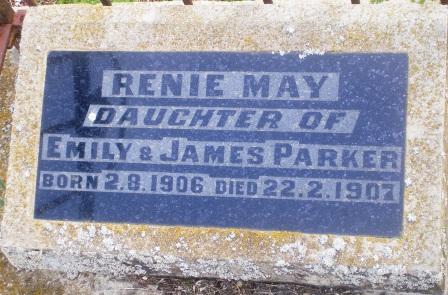 RENIE MAY
DAUGHTER OF
EMILY & JAMES PARKER
BORN 2.8.1906 DIED 22.2.1907